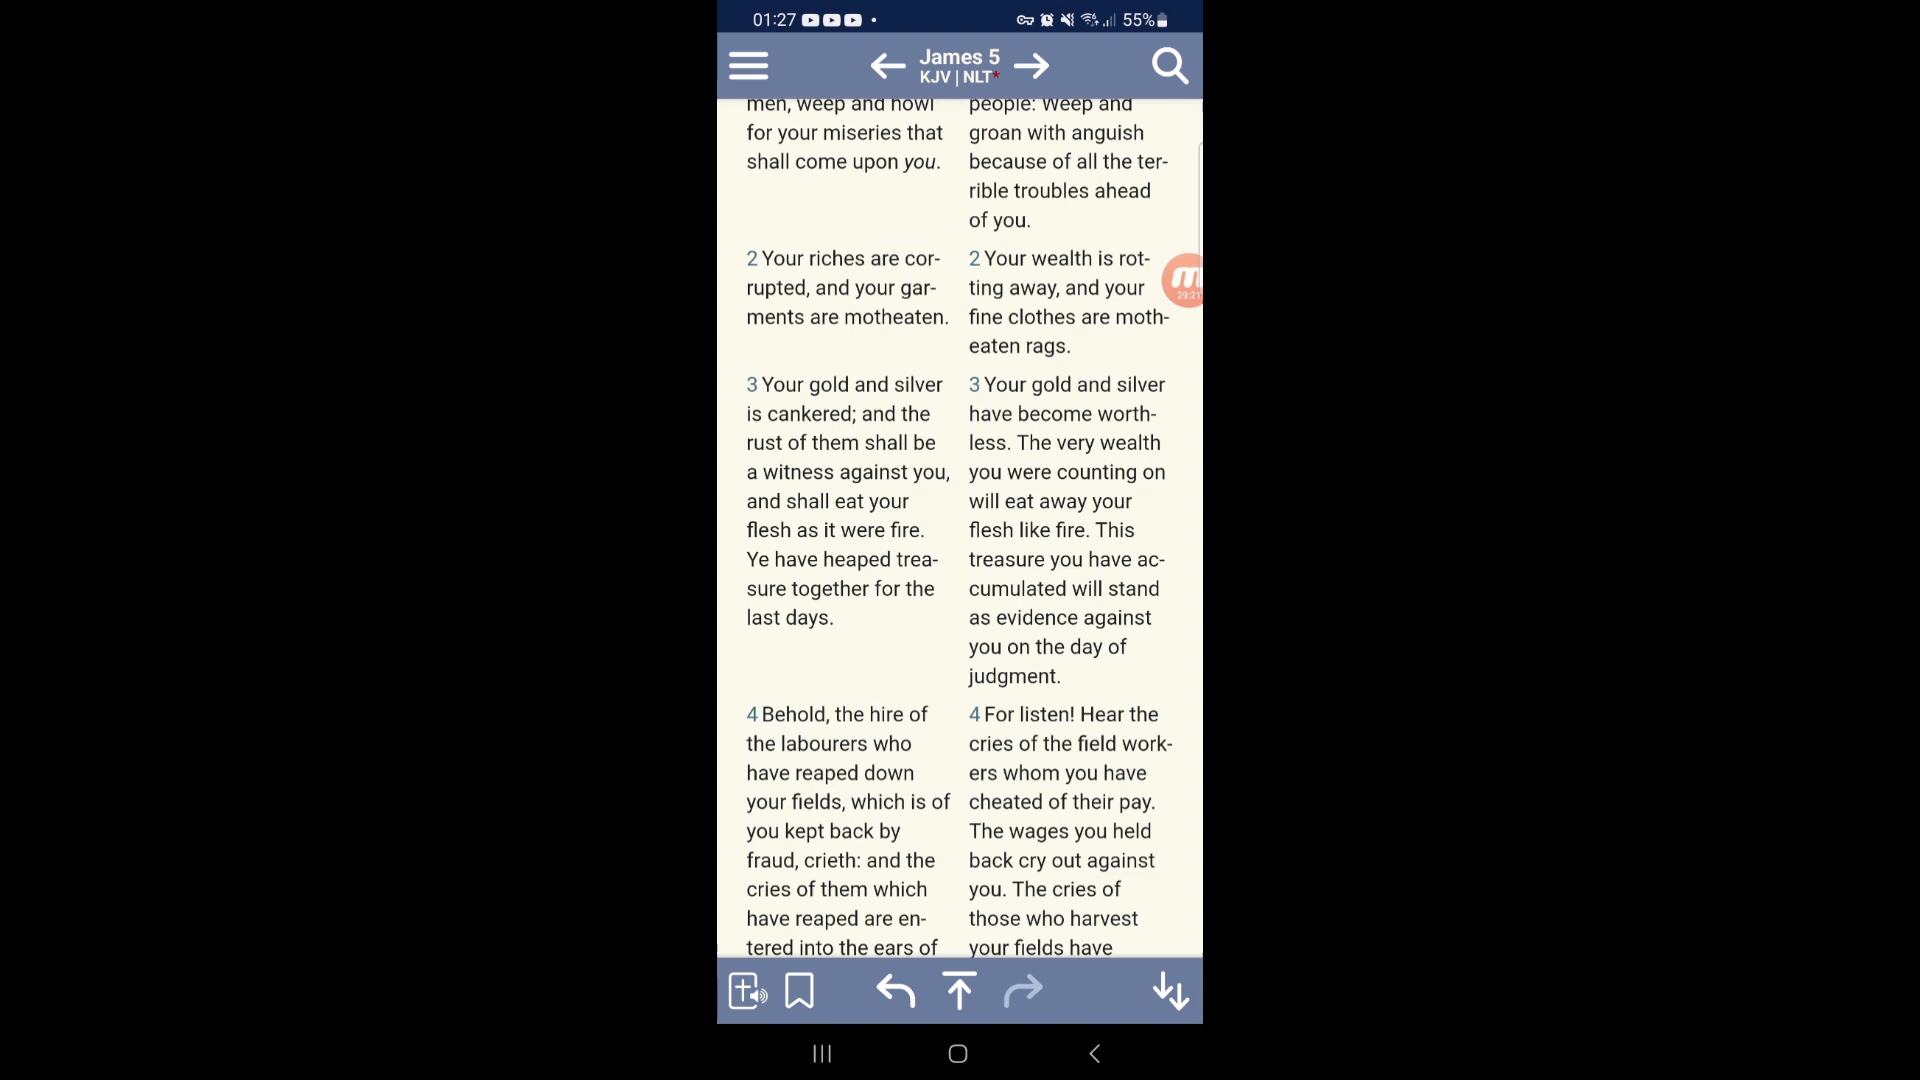 01:27
55%
James 5
KJV | NLT*
men, weep and howl
for your miseries that
shall come upon you.
2 Your riches are cor-
rupted, and your gar-
ments are motheaten.
3 Your gold and silver
is cankered; and the
rust of them shall be
a witness against you,
and shall eat your
flesh as it were fire.
Ye have heaped trea-
sure together for the
last days.
4 Behold, the hire of
the labourers who
have reaped down
your fields, which is of
you kept back by
fraud, crieth: and the
cries of them which
have reaped are en-
tered into the ears of
people: Weep and
groan with anguish
because of all the ter-
rible troubles ahead
of you.
2 Your wealth is rot-
ting away, and your
fine clothes are moth-
eaten rags.
3 Your gold and silver
have become worth-
less. The very wealth
you were counting on
will eat away your
flesh like fire. This
treasure you have ac-
cumulated will stand
as evidence against
you on the day of
judgment.
4 For listen! Hear the
cries of the field work-
ers whom you have
cheated of their pay.
The wages you held
back cry out against
you. The cries of
those who harvest
your fields have
29:21